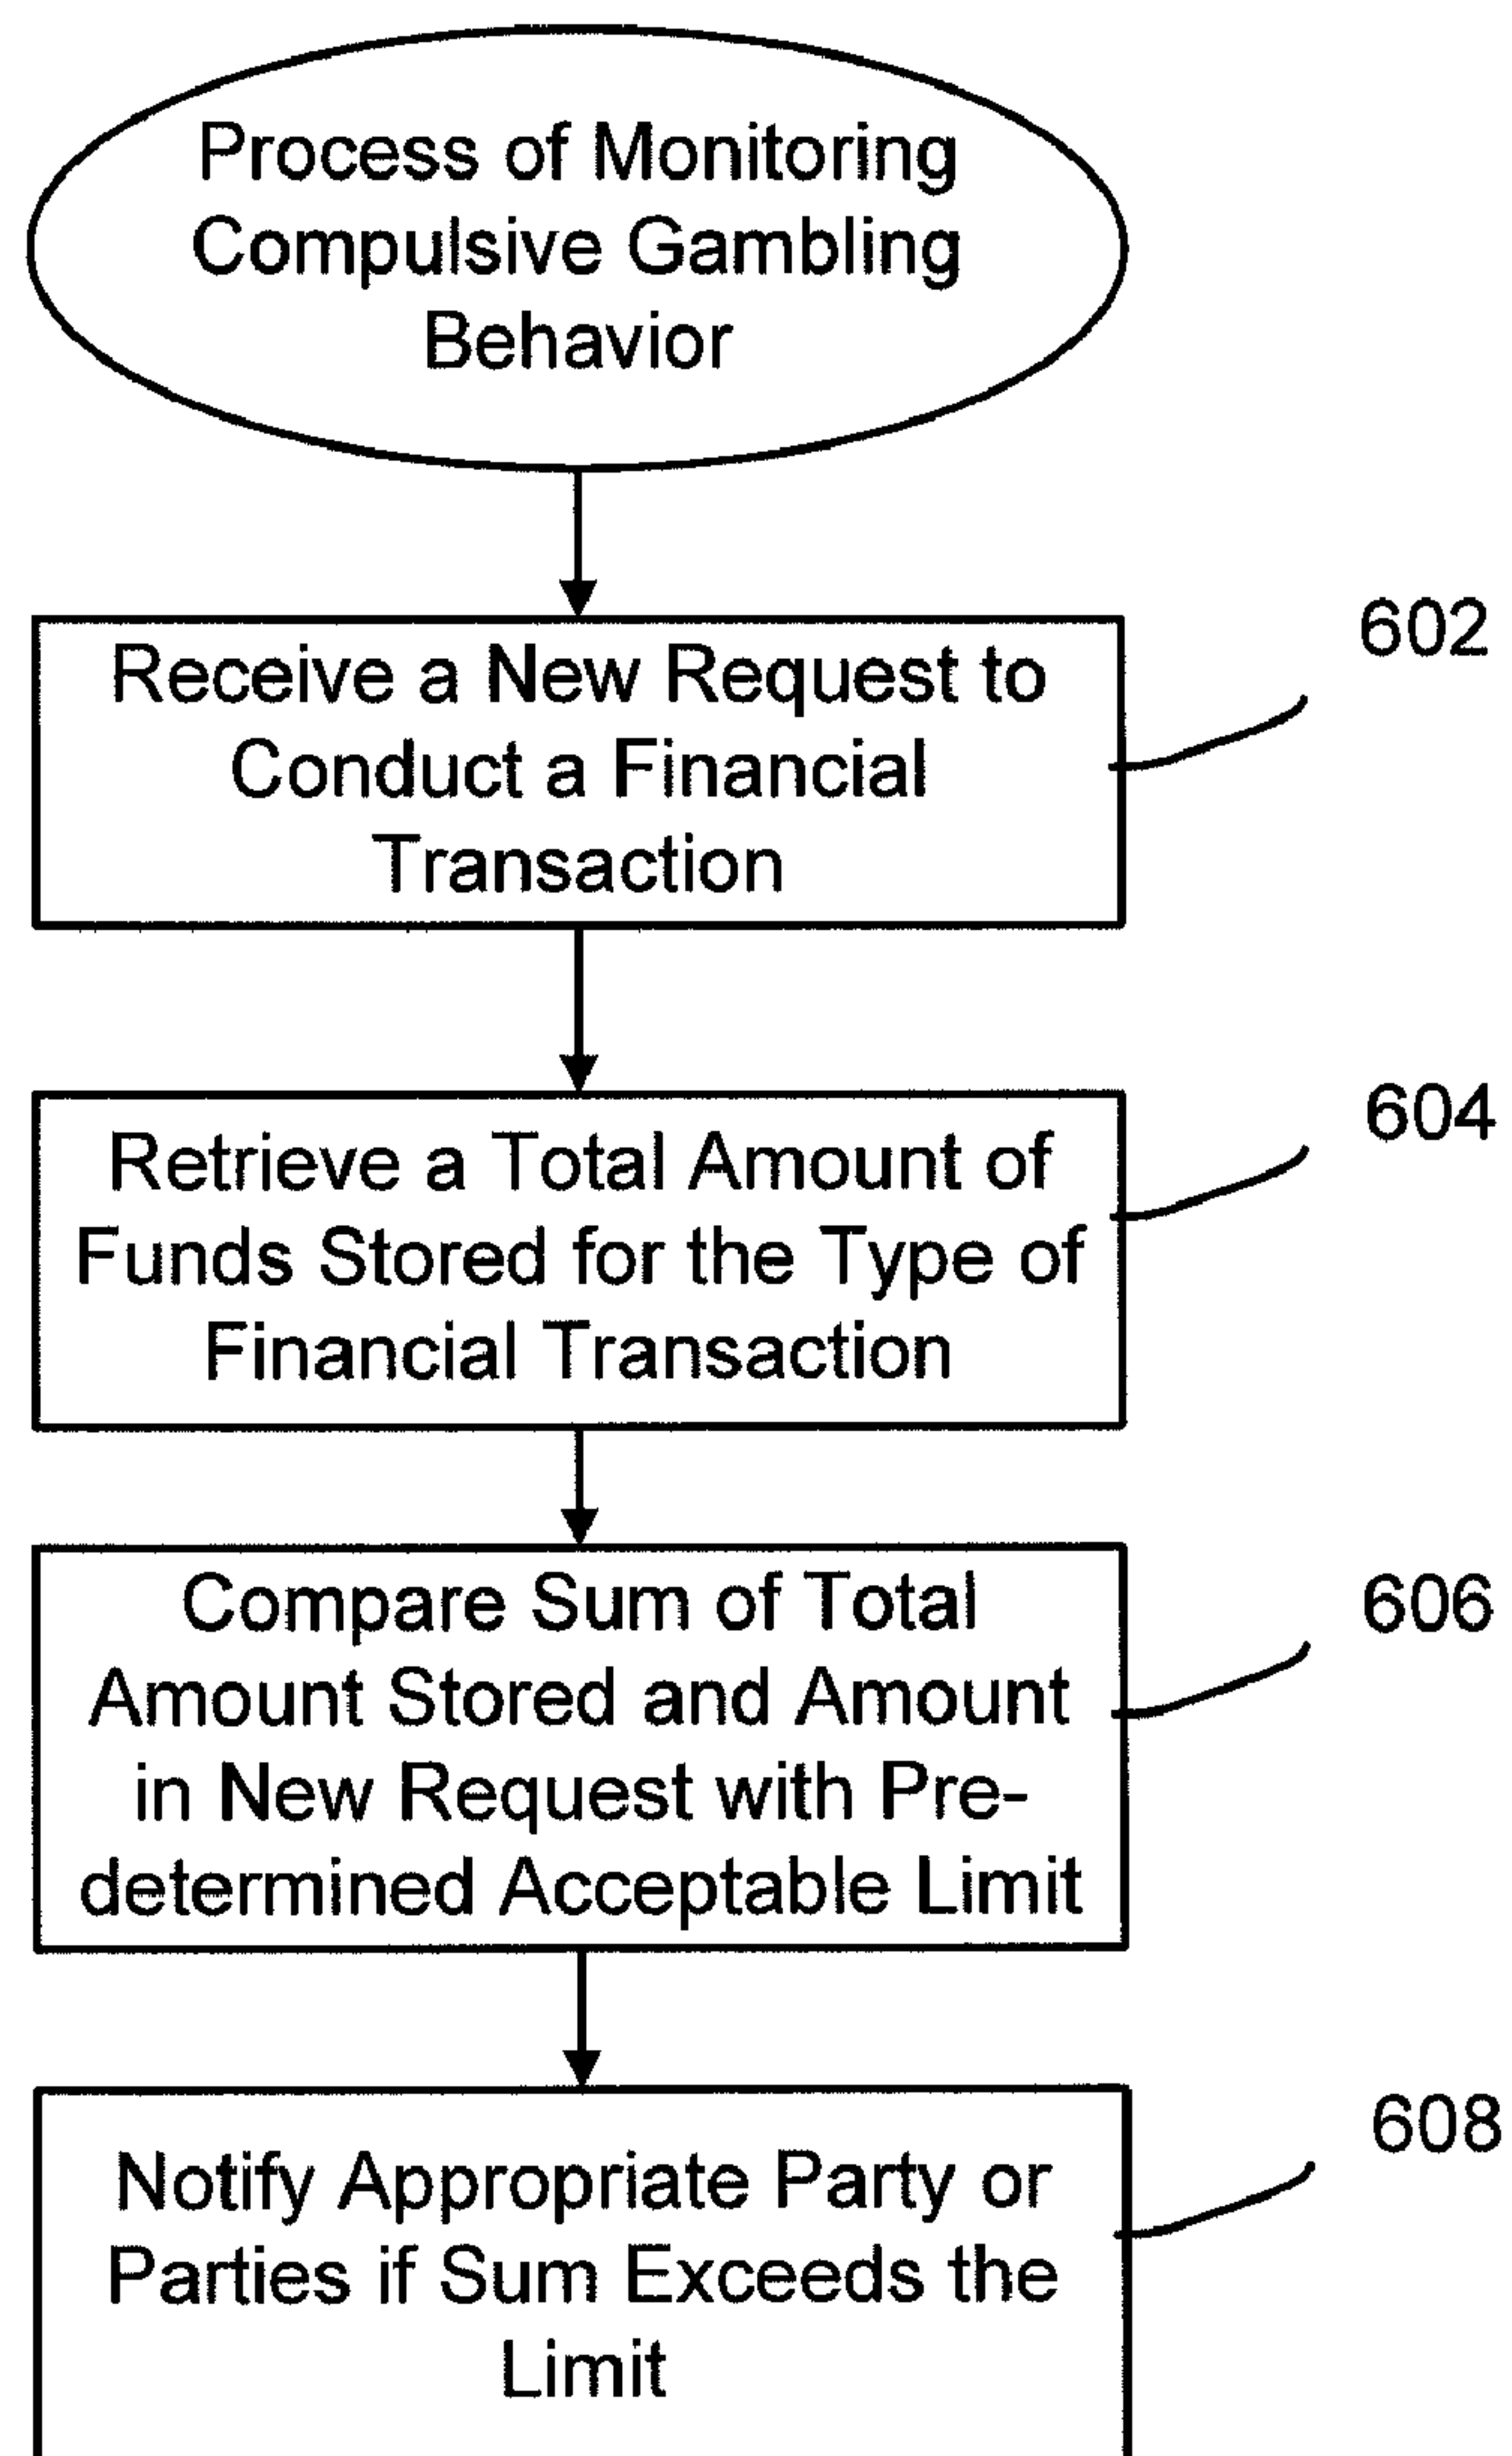 Process of Monitoring
Compulsive Gambling
Behavior
602
Receive a New Request to
Conduct a Financial
Transaction
604
Retrieve a Total Amount of
Funds Stored for the Type of
Financial Transaction
606
Compare Sum of Total
Amount Stored and Amount
in New Request with Pre-
determined Acceptable Limit
608
Notify Appropriate Party or
Parties if Sum Exceeds the
Limit